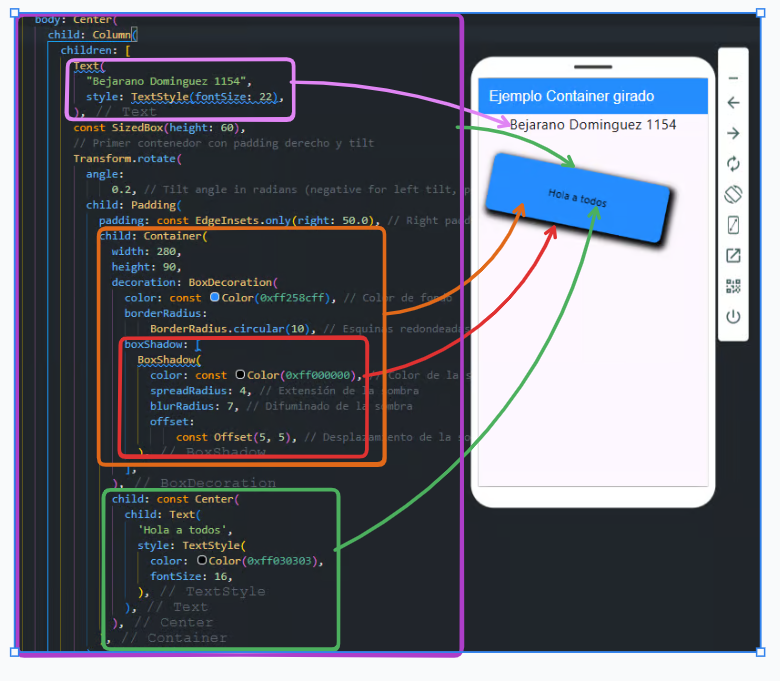 body: Center(
child: Column(
children: [
Text(
"Bejarano Dominguez 1154",
style: TextStyle(fontSize: 22),
), // Text
const SizedBox(height: 60),
// Primer contenedor con padding derecho y tilt
Transform.rotate(
angle:
0.2, // Tilt angle in radians (negative for left tilt, p
child: Padding(
padding: const EdgeInsets.only(right: 50.0), // Right padd
child: Container(
width: 280,
height: 90,
decoration: BoxDecoration(
color: const Color(0xff258cff), // Color de fondo
borderRadius:
BorderRadius.circular(10), // Esquinas redondeadas
boxShadow: [
BoxShadow(
color: const Color(0xff000000), // Color de la s
spreadRadius: 4, // Extensión de la sombra
blurRadius: 7, // Difuminado de la sombra
offset:
const Offset(5, 5), // Desplazamiento de la so
) // BoxShadow
],
), // BoxDecoration
child: const Center(
child: Text(
'Hola a todos',
style: TextStyle(
color: Color(0xff030303),
fontSize: 16,
), // TextStyle
), // Text
), // Center
), // Container
Ejemplo Container girado
Bejarano Dominguez 1154
Hola a todos